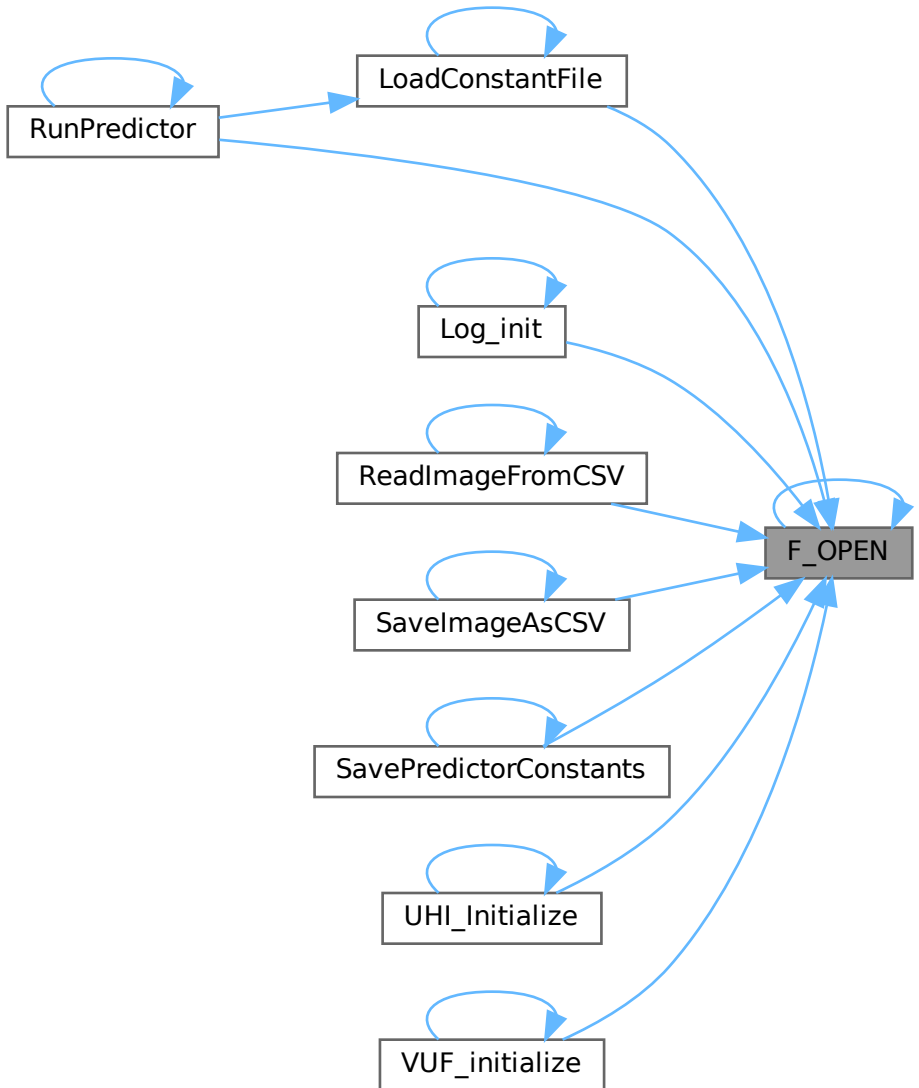 LoadConstantFile
RunPredictor
Log_init
ReadImageFromCSV
F_OPEN
SaveImageAsCSV
SavePredictorConstants
UHI_Initialize
VUF_initialize